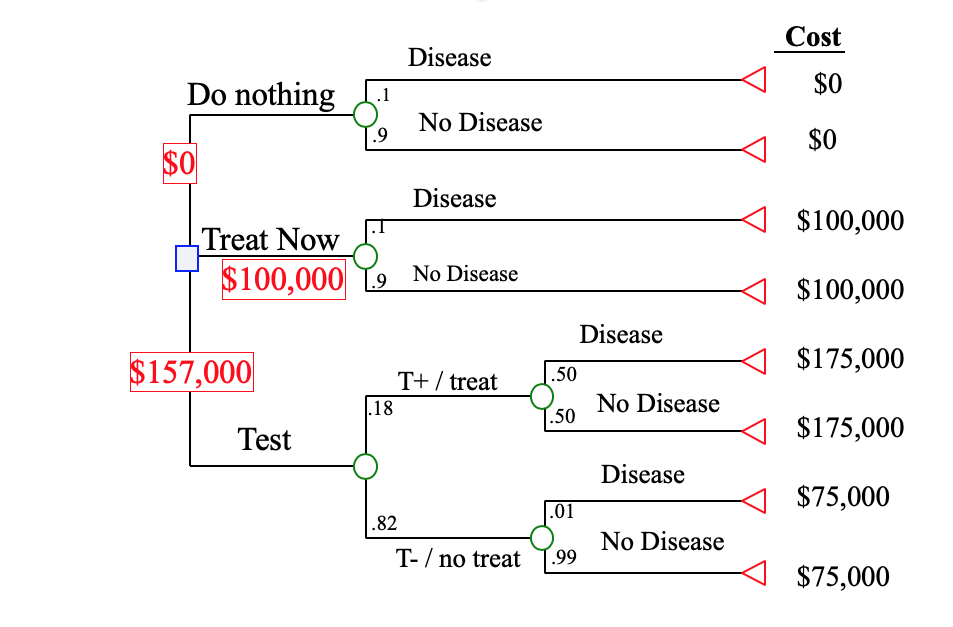 Cost
Disease
$0
Do nothing
.1
No Disease
.9
$0
$0
Disease
$100,000
.1
Treat Now
$100,000
No Disease
.9
$100,000
Disease
$175,000
$157,000
T+ / treat
.50
.18
No Disease
.50
$175,000
Test
Disease
$75,000
.01
.82
No Disease
T- / no treat
.99
$75,000